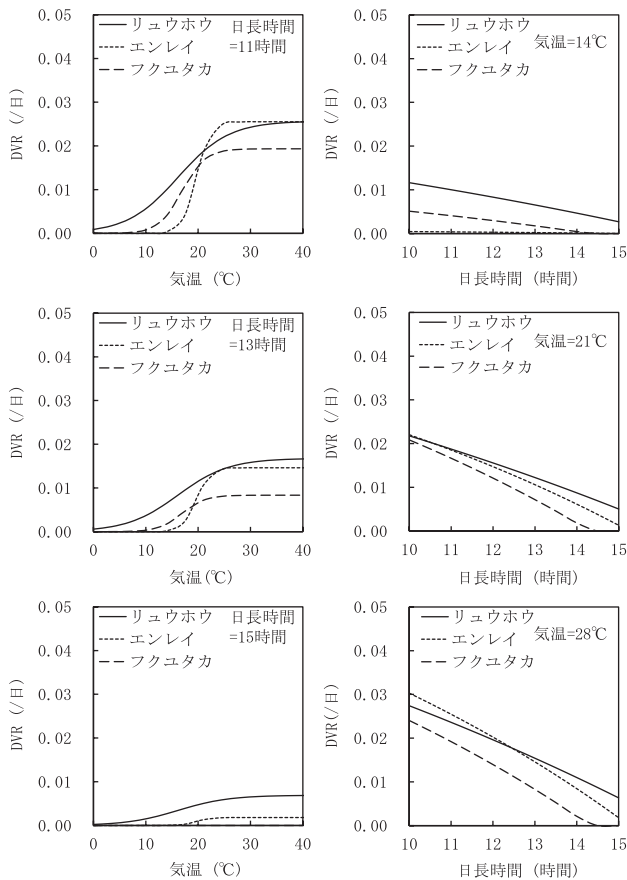 0.05
リュウホウ
日長時間
エンレイ
=11時間
フクユタカ
0.04
0.03
0.02
0.01
0.00
DVR (/日)
0
10
20
30
40
気温 (℃)
0.05
リュウホウ
エンレイ
気温=14℃
フクユタカ
0.04
0.03
0.02
0.01
0.00
DVR (/日)
10
11
12
13
14
15
日長時間 (時間)
0.05
リュウホウ
日長時間
エンレイ
=13時間
フクユタカ
0.04
0.03
0.02
0.01
0.00
DVR (/日)
0
10
20
30
40
気温(℃)
0.05
リュウホウ
エンレイ
気温=21℃
フクユタカ
0.04
0.03
0.02
0.01
0.00
DVR (/日)
10
11
12
13
14
15
日長時間 (時間)
0.05
リュウホウ
日長時間
エンレイ
=15時間
フクユタカ
0.04
0.03
0.02
0.01
0.00
DVR (/日)
0
10
20
30
40
気温 (℃)
0.05
リュウホウ
エンレイ
気温=28℃
フクユタカ
0.04
0.03
0.02
0.01
0.00
DVR(/日)
10
11
12
13
14
15
日長時間 (時間)